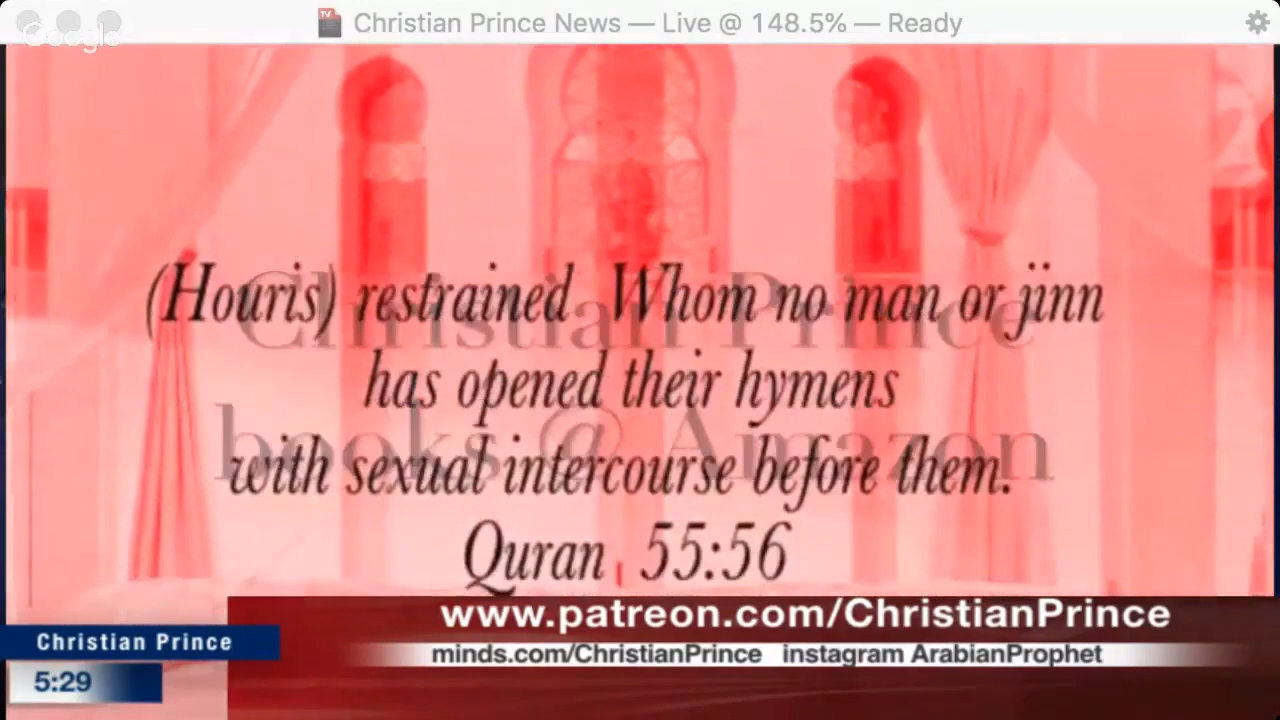 Google
TV
Christian Prince News — Live @ 148.5% — Ready
(Houris) restrained Whom no man or jinn
has opened their hymens
with sexual intercourse before them.
Quran 55:56
Christian Prince
books @ Amazon
www.patreon.com/ChristianPrince
Christian Prince
minds.com/ChristianPrince instagram ArabianProphet
5:29